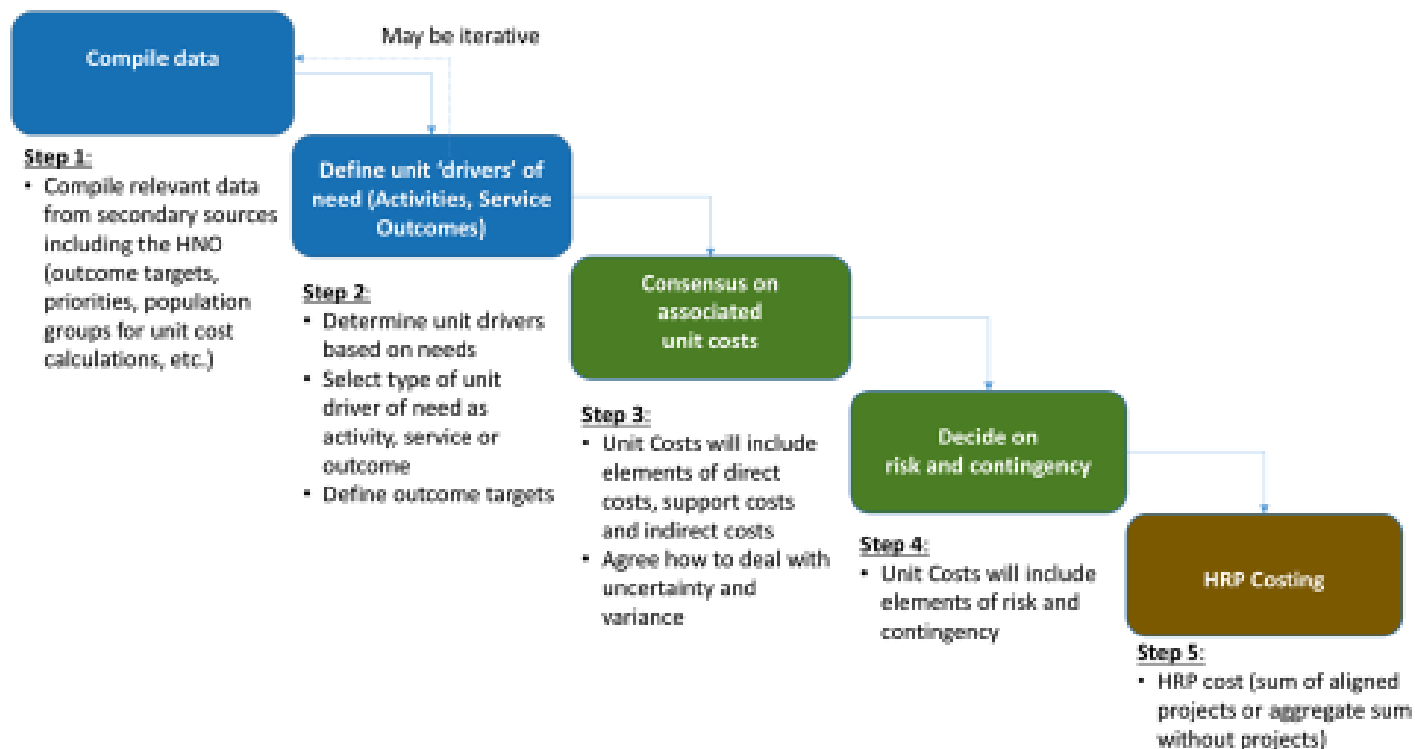 Compile data
May be iterative
Step 1:
• Compile relevant data
from secondary sources
including the HNO
(outcome targets,
priorities, population
groups for unit cost
calculations, etc.)
Define unit 'drivers' of
need (Activities, Service
Outcomes)
Step 2:
• Determine unit drivers
based on needs
• Select type of unit
driver of need as
activity, service or
outcome
• Define outcome targets
Consensus on
associated
unit costs
Step 3:
• Unit Costs will include
elements of direct
costs, support costs
and indirect costs
• Agree how to deal with
uncertainty and
variance
Decide on
risk and contingency
Step 4:
• Unit Costs will include
elements of risk and
contingency
HRP Costing
Step 5:
• HRP cost (sum of aligned
projects or aggregate sum
without projects)